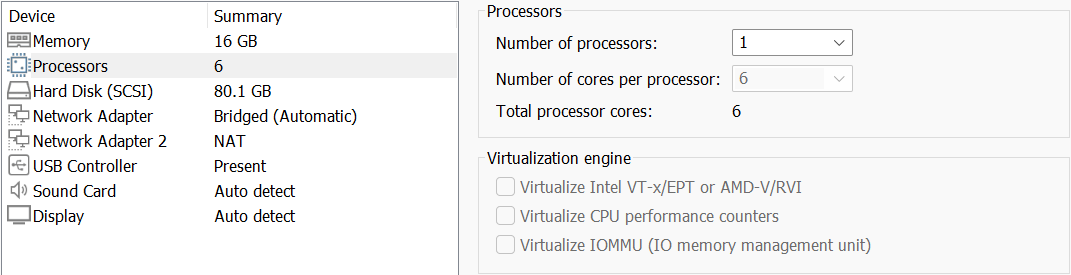 Device Summary
Memory 16 GB
Processors 6
Hard Disk (SCSI) 80.1 GB
Network Adapter Bridged (Automatic)
Network Adapter 2 NAT
USB Controller Present
Sound Card Auto detect
Display Auto detect
Processors
Number of processors: 1
Number of cores per processor: 6
Total processor cores: 6
Virtualization engine
Virtualize Intel VT-x/EPT or AMD-V/RVI
Virtualize CPU performance counters
Virtualize IOMMU (IO memory management unit)